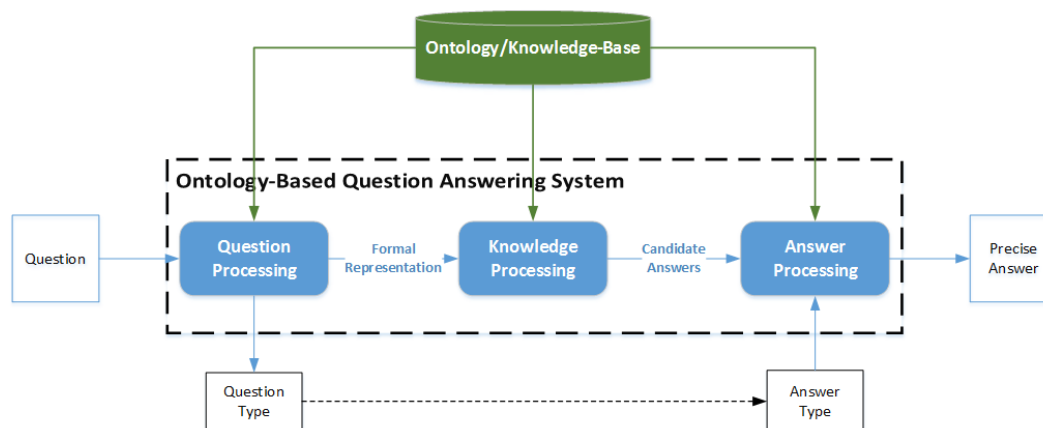 Ontology/Knowledge-Base
Ontology-Based Question Answering System
Question
Question
Processing
Formal
Representation
Knowledge
Processing
Candidate
Answers
Answer
Processing
Precise
Answer
Question
Type
Answer
Type